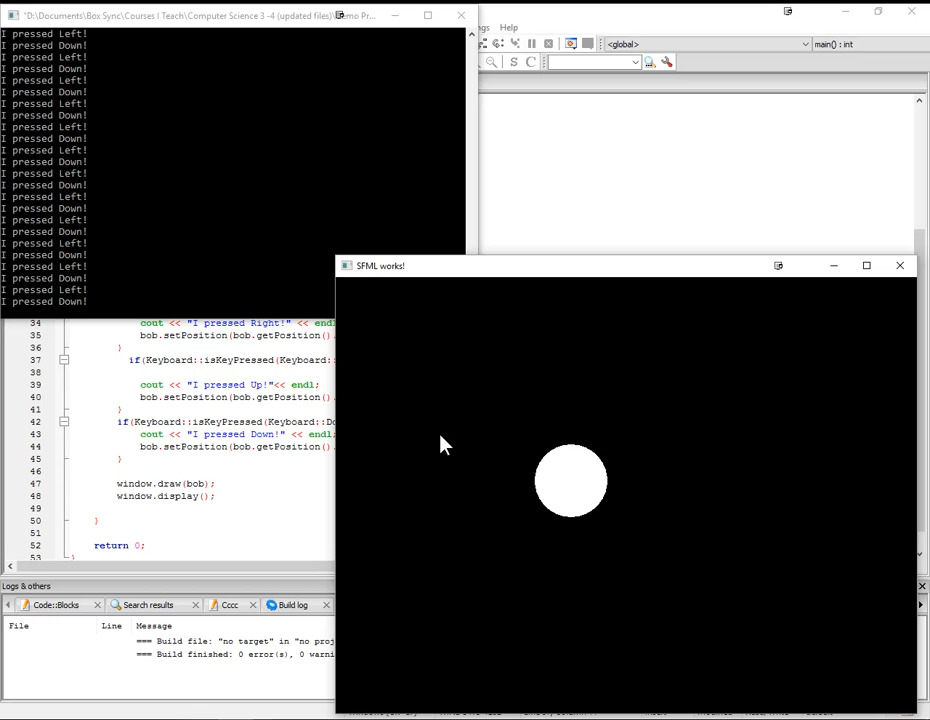 "D:\Documents\Box Sync\Courses I Teach\Computer Science 3 -4 (updated files)\
I pressed Left!
I pressed Down!
I pressed Left!
I pressed Down!
I pressed Left!
I pressed Down!
I pressed Left!
I pressed Down!
I pressed Left!
I pressed Down!
I pressed Left!
I pressed Down!
I pressed Left!
I pressed Down!
I pressed Left!
I pressed Down!
I pressed Left!
I pressed Down!
I pressed Left!
I pressed Down!
I pressed Left!
I pressed Down!
I pressed Left!
I pressed Down!
Help
<global>
main() : int
S C
SFML works!
34 cout << "I pressed Right!" << endl
35 bob.setPosition(bob.getPosition().
36 }
37 if(Keyboard::isKeyPressed(Keyboard::
38
39 cout << "I pressed Up!"<< endl;
40 bob.setPosition(bob.getPosition().
41 }
42 if(Keyboard::isKeyPressed(Keyboard::Do
43 cout << "I pressed Down!" << endl;
44 bob.setPosition(bob.getPosition().
45 }
46
47 window.draw(bob);
48 window.display();
49
50 }
51
52 return 0;
53 }
Logs & others
Code::Blocks
Search results
Cccc
Build log
File Line Message
=== Build file: "no target" in "no proj
=== Build finished: 0 error(s), 0 warni